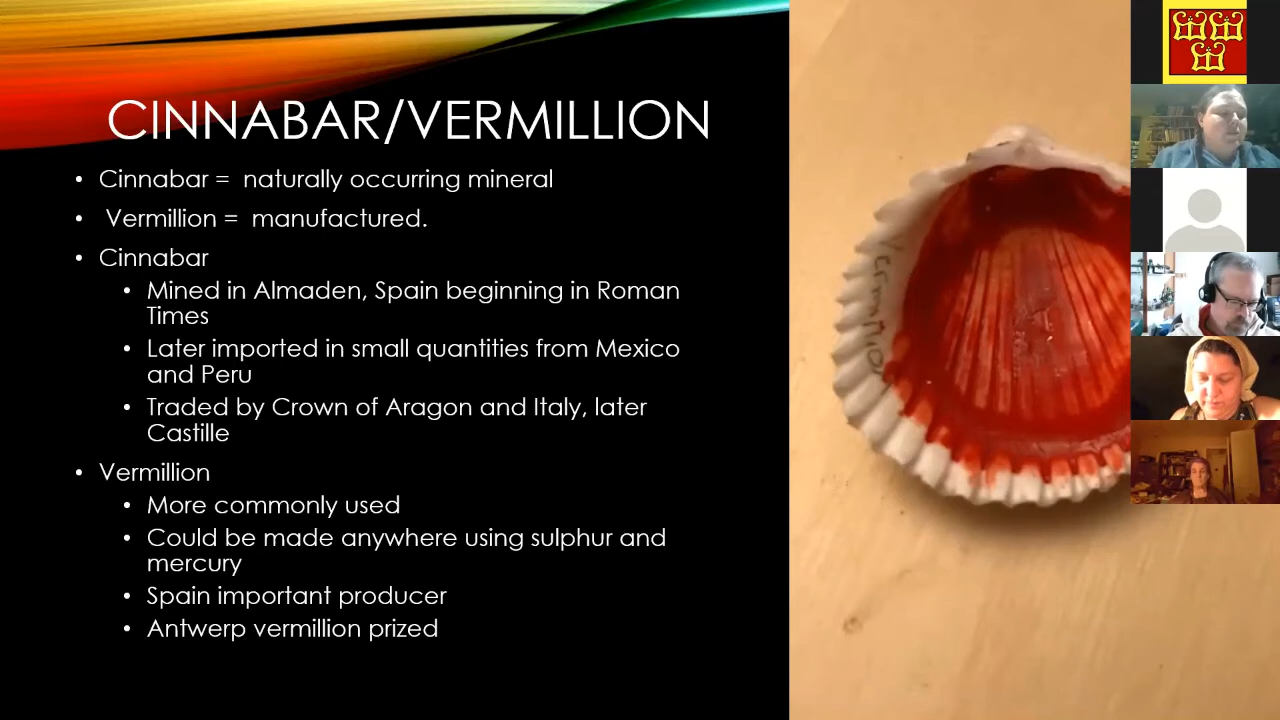 CINNABAR/VERMILLION
• Cinnabar = naturally occurring mineral
• Vermillion = manufactured.
• Cinnabar
• Mined in Almaden, Spain beginning in Roman
Times
• Later imported in small quantities from Mexico
and Peru
• Traded by Crown of Aragon and Italy, later
Castille
• Vermillion
• More commonly used
• Could be made anywhere using sulphur and
mercury
• Spain important producer
• Antwerp vermillion prized
Vermillion